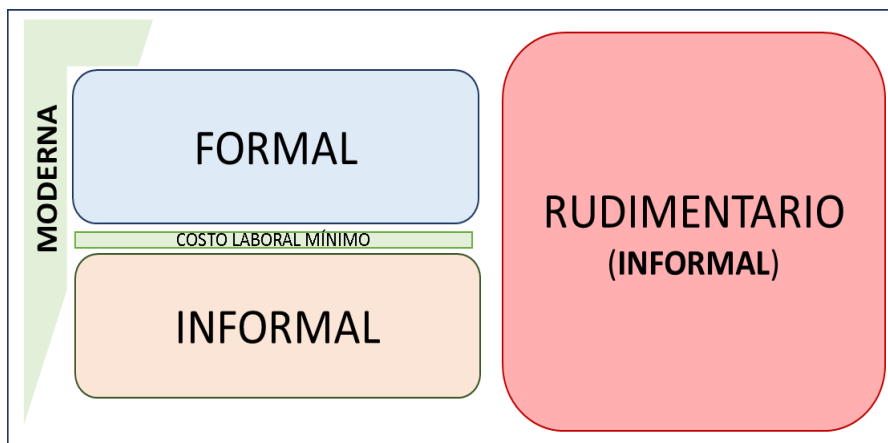 MODERNA
FORMAL
COSTO LABORAL MÍNIMO
INFORMAL
RUDIMENTARIO
(INFORMAL)